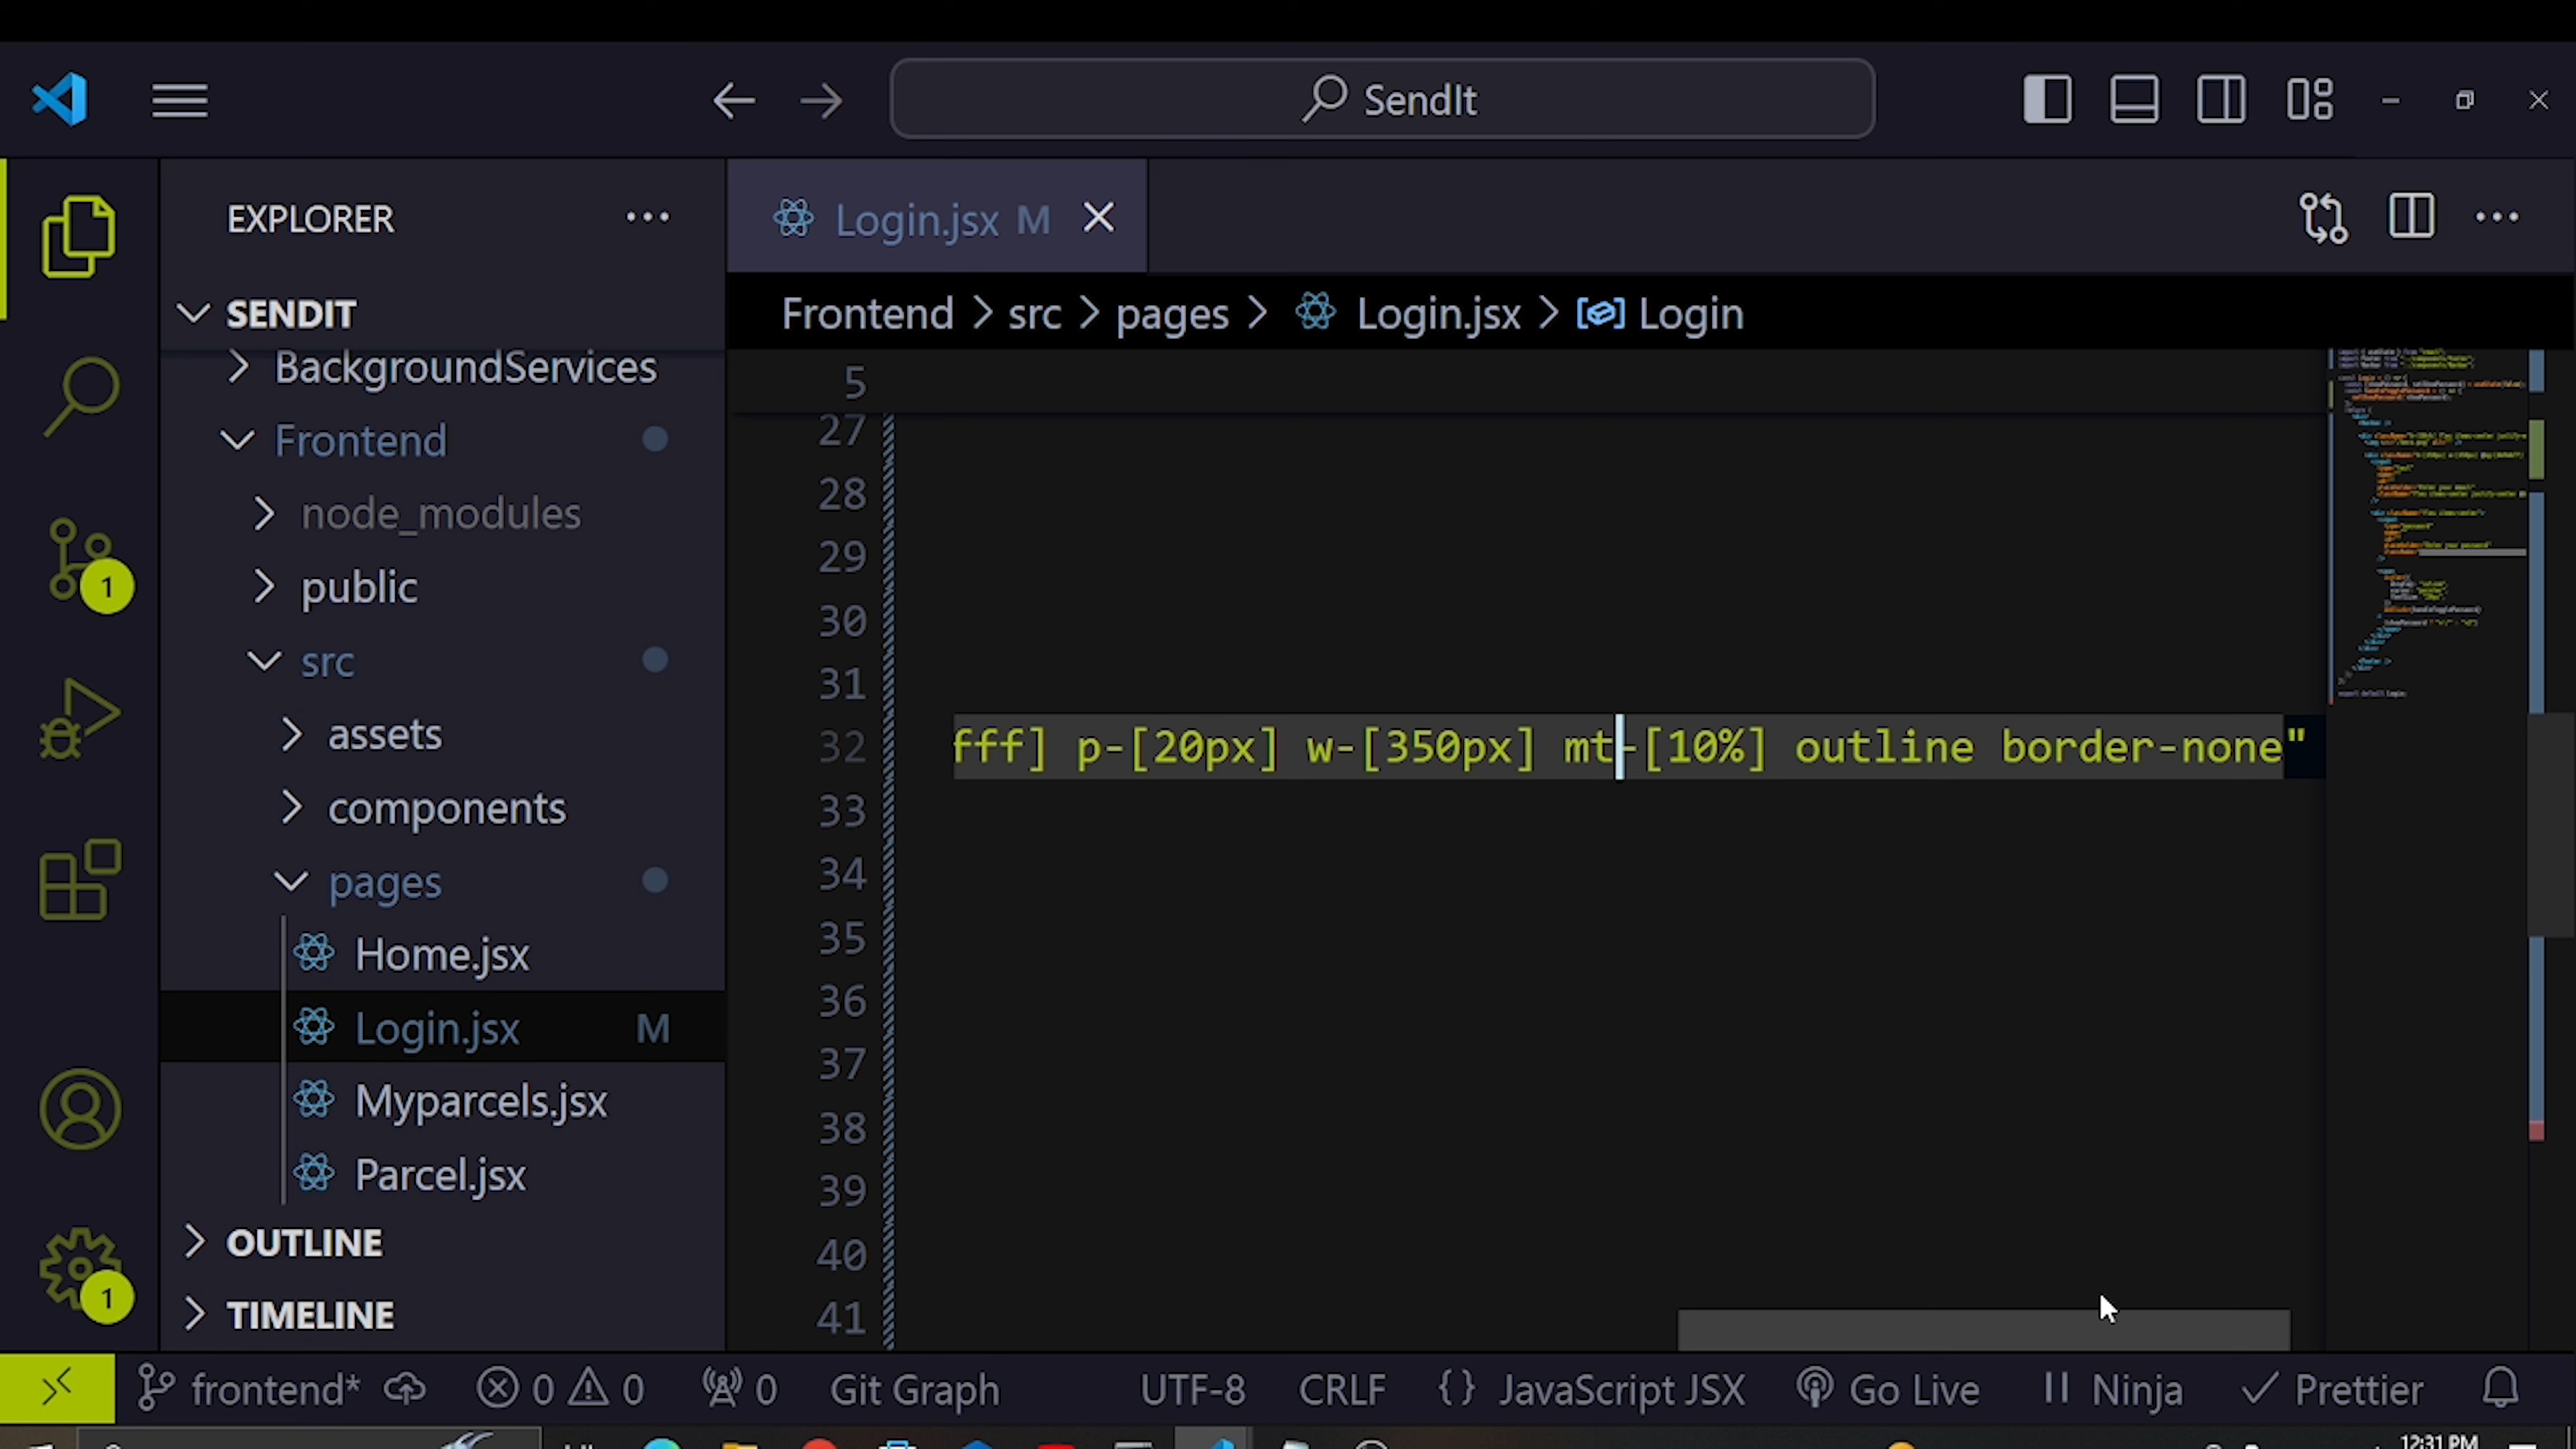 SendIt
EXPLORER
Login.jsx M
SENDIT
Frontend > src > pages > Login.jsx > Login
BackgroundServices
Frontend
node_modules
public
src
assets
components
pages
Home.jsx
Login.jsx M
Myparcels.jsx
Parcel.jsx
OUTLINE
TIMELINE
1
1
5
27
28
29
30
31
32 fff] p-[20px] w-[350px] mt-[10%] outline border-none"
33
34
35
36
37
38
39
40
41
frontend* 0 0 0 Git Graph UTF-8 CRLF {} JavaScript JSX Go Live Ninja Prettier
12:31 PM